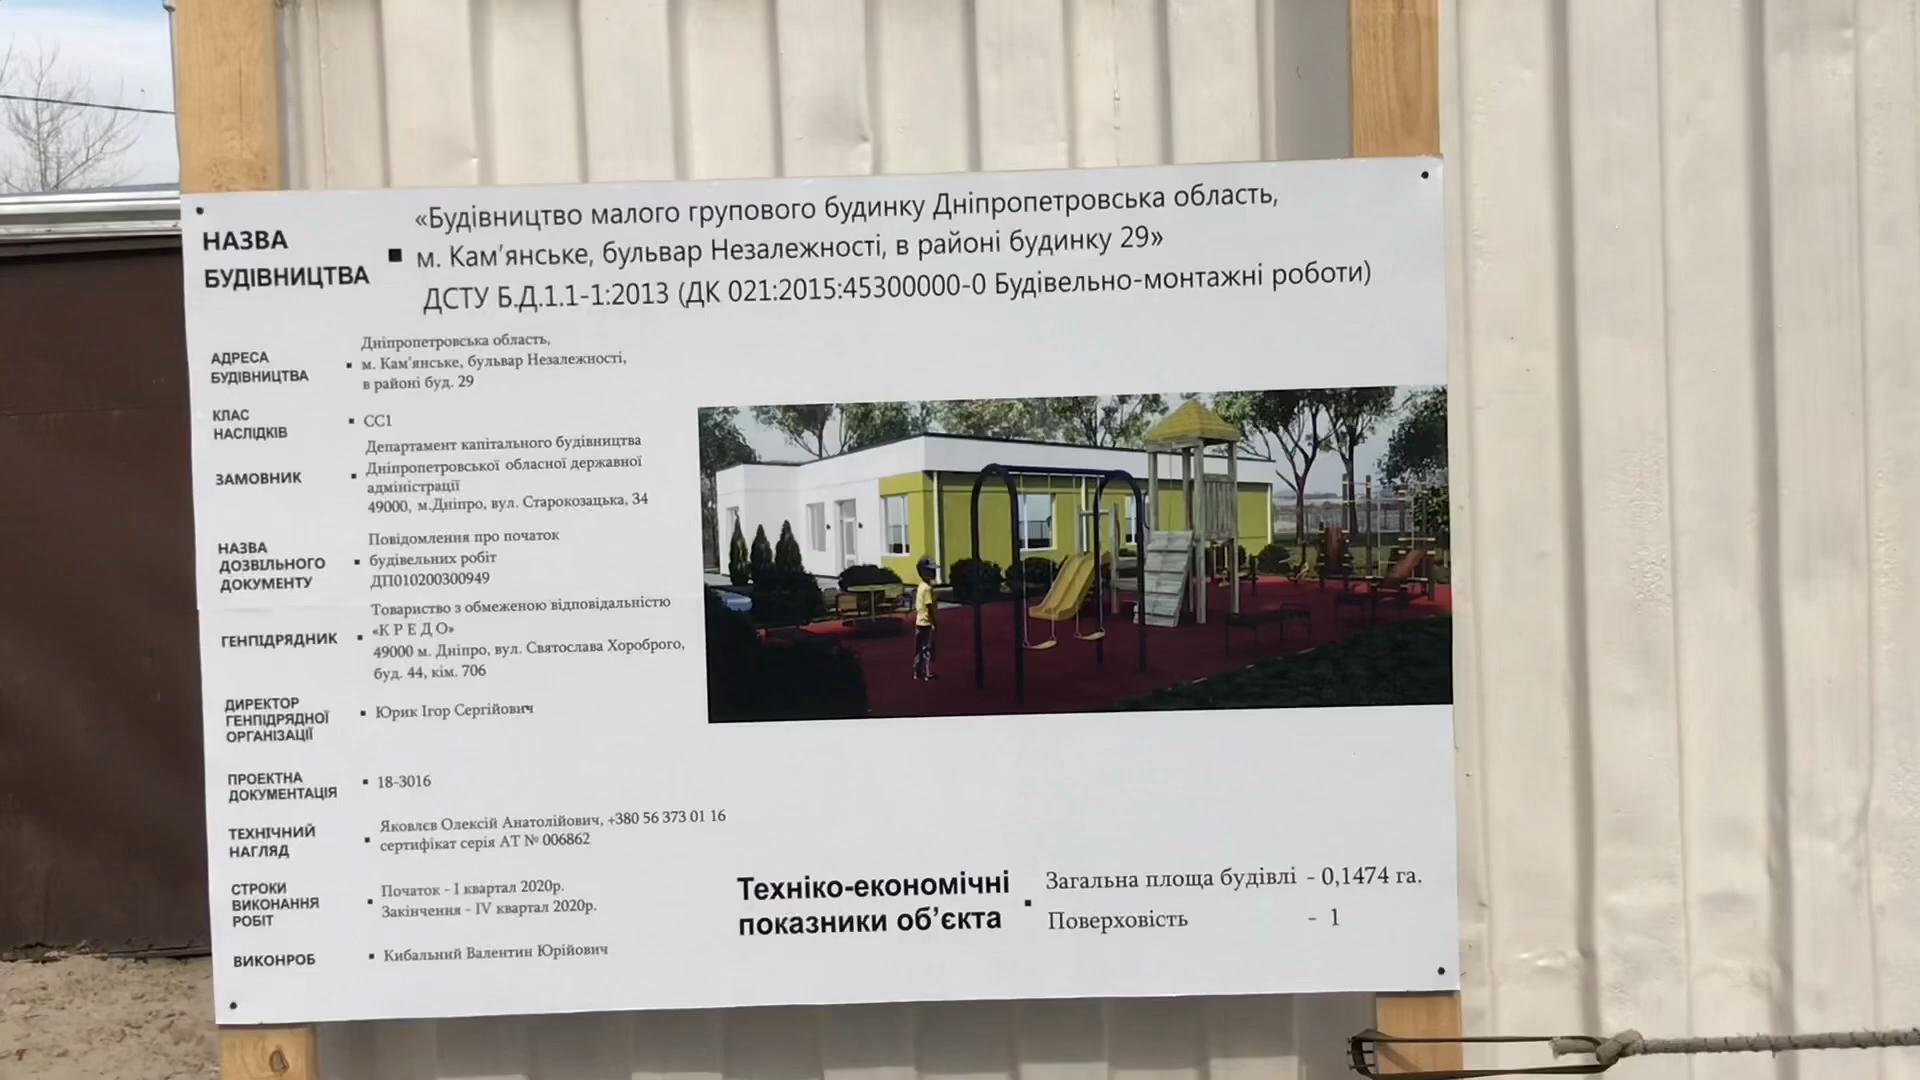 НАЗВА
БУДІВНИЦТВА
«Будівництво малого групового будинку Дніпропетровська область,
▪ м. Кам'янське, бульвар Незалежності, в районі будинку 29»
ДСТУ Б.Д.1.1-1:2013 (ДК 021:2015:45300000-0 Будівельно-монтажні роботи)
АДРЕСА
БУДІВНИЦТВА
Дніпропетровська область,
▪ м. Кам'янське, бульвар Незалежності,
в районі буд. 29
КЛАС
НАСЛІДКІВ
▪ СС1
ЗАМОВНИК
Департамент капітального будівництва
▪ Дніпропетровської обласної державної
адміністрації
49000, м.Дніпро, вул. Старокозацька, 34
НАЗВА
ДОЗВІЛЬНОГО
ДОКУМЕНТУ
Повідомлення про початок
▪ будівельних робіт
ДП010200300949
ГЕНПІДРЯДНИК
Товариство з обмеженою відповідальністю
▪ «К Р Е Д О»
49000 м. Дніпро, вул. Святослава Хороброго,
буд. 44, кім. 706
ДИРЕКТОР
ГЕНПІДРЯДНОЇ
ОРГАНІЗАЦІЇ
▪ Юрик Ігор Сергійович
ПРОЕКТНА
ДОКУМЕНТАЦІЯ
▪ 18-3016
ТЕХНІЧНИЙ
НАГЛЯД
Яковлєв Олексій Анатолійович, +380 56 373 01 16
▪ сертифікат серія АТ № 006862
СТРОКИ
ВИКОНАННЯ
РОБІТ
Початок - І квартал 2020р.
▪ Закінчення - IV квартал 2020р.
ВИКОНРОБ
▪ Кибальний Валентин Юрійович
Техніко-економічні
показники об'єкта
▪ Загальна площа будівлі - 0,1474 га.
Поверховість - 1